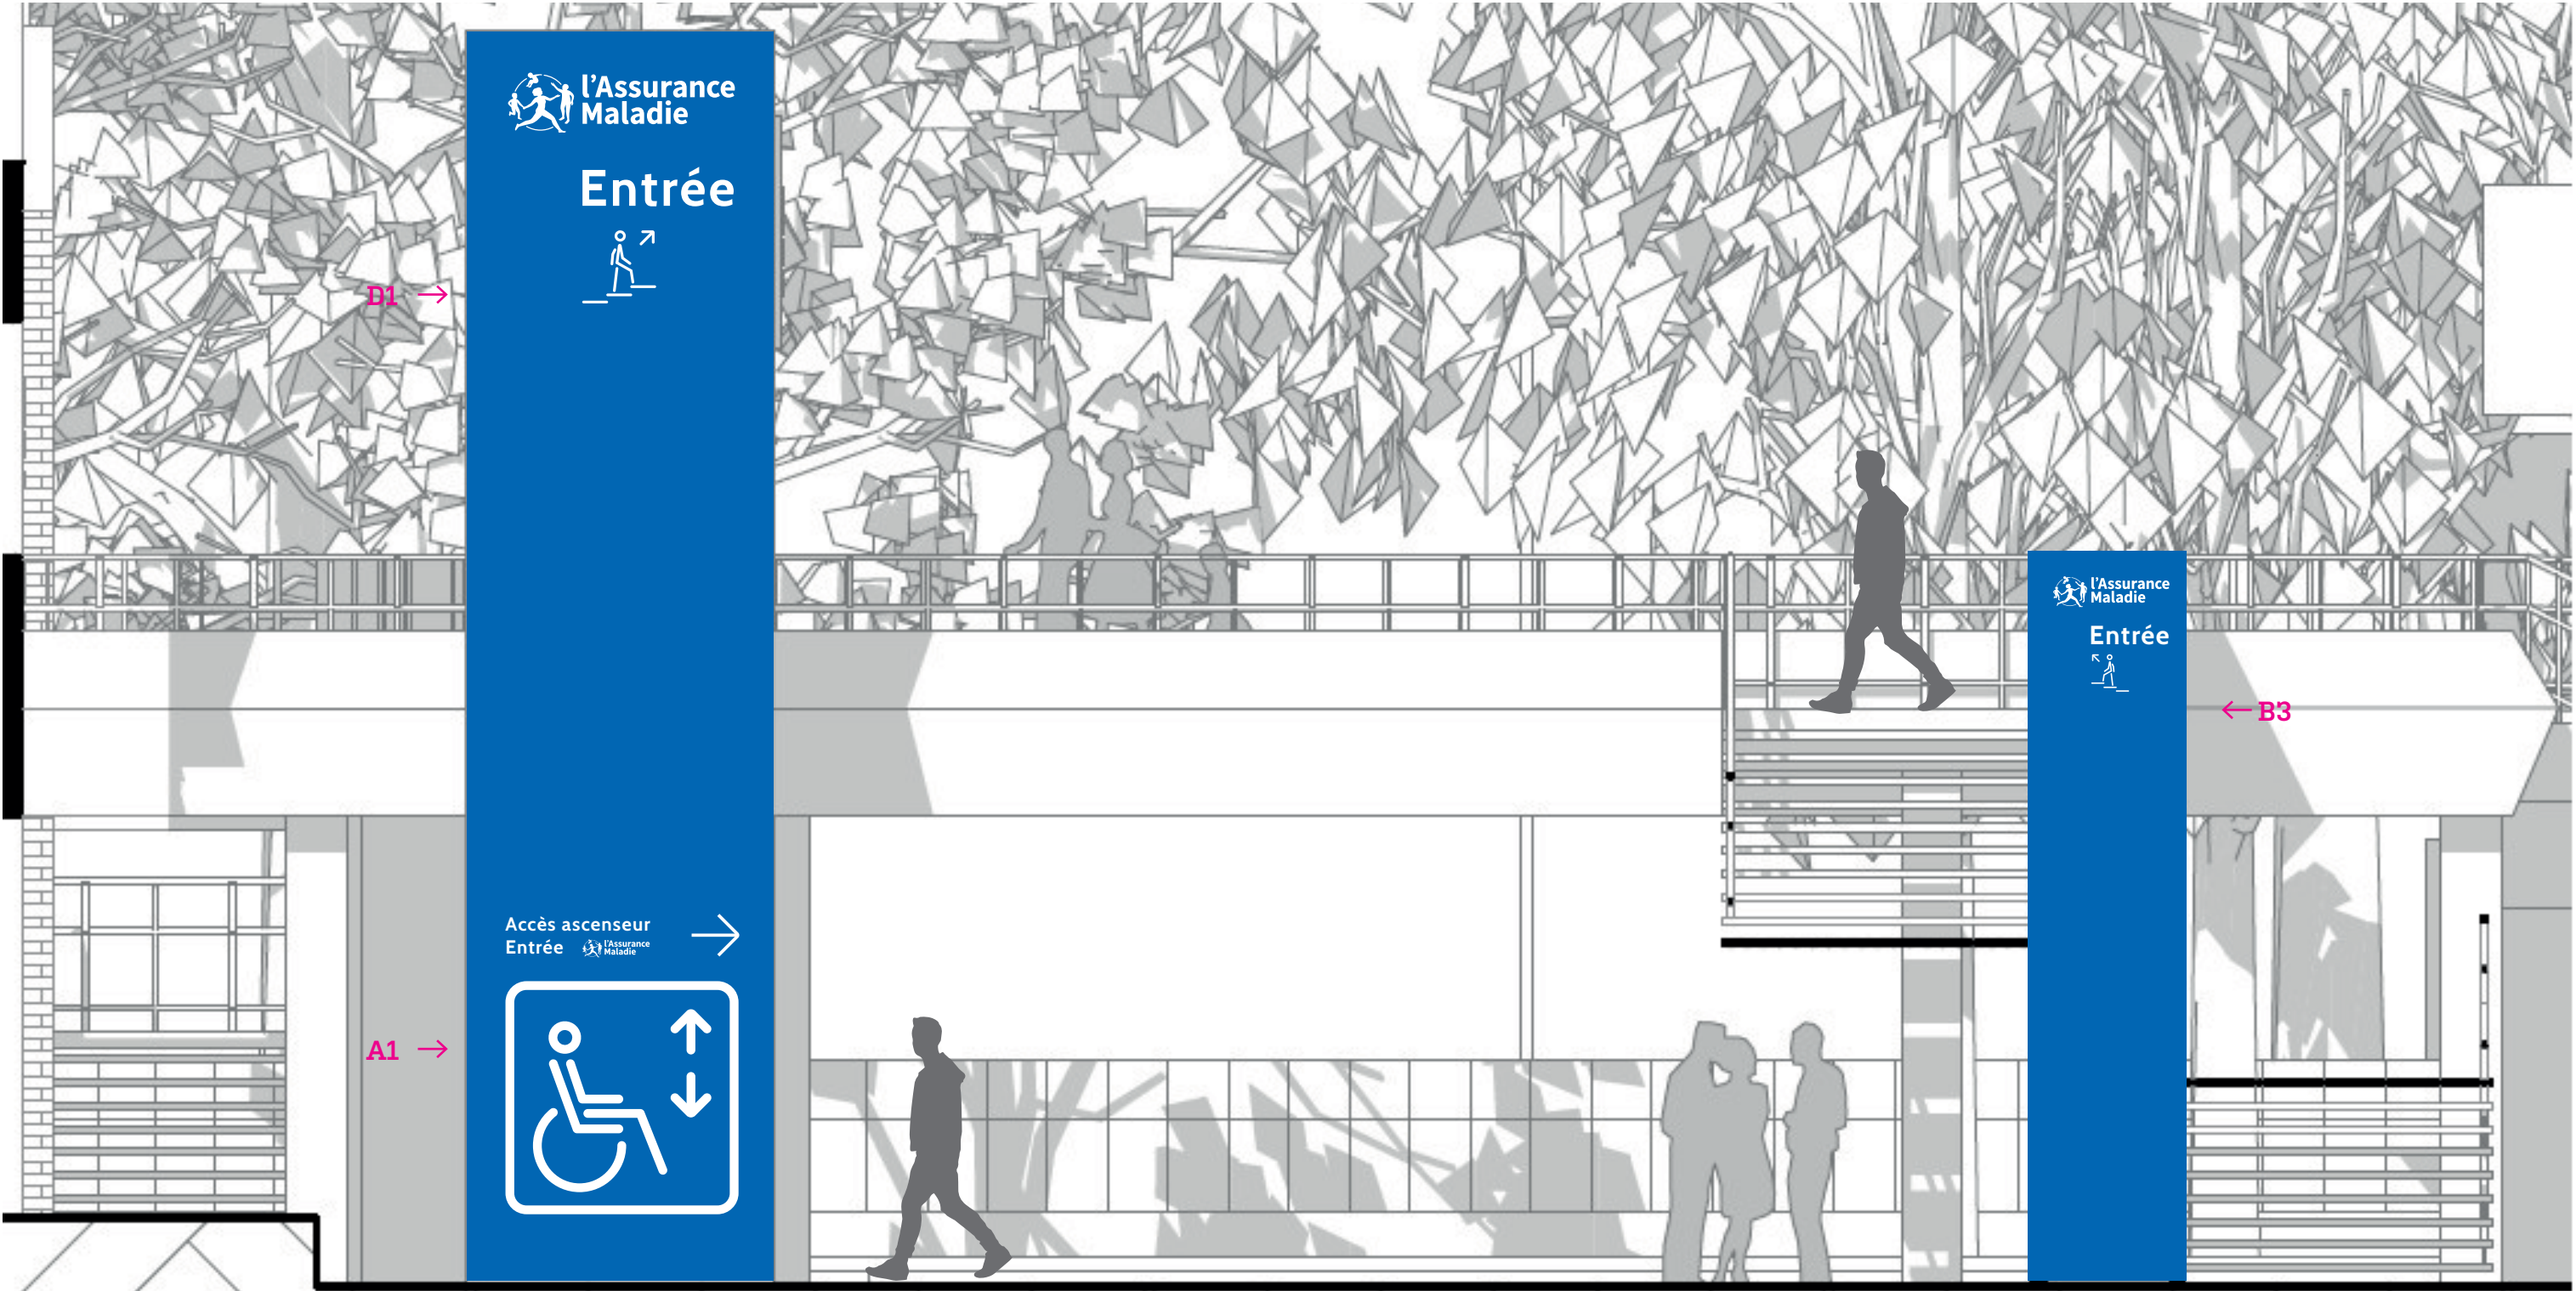 l'Assurance
Maladie
Entrée
D1
Accès ascenseur
Entrée l'Assurance
Maladie
A1
l'Assurance
Maladie
Entrée
B3